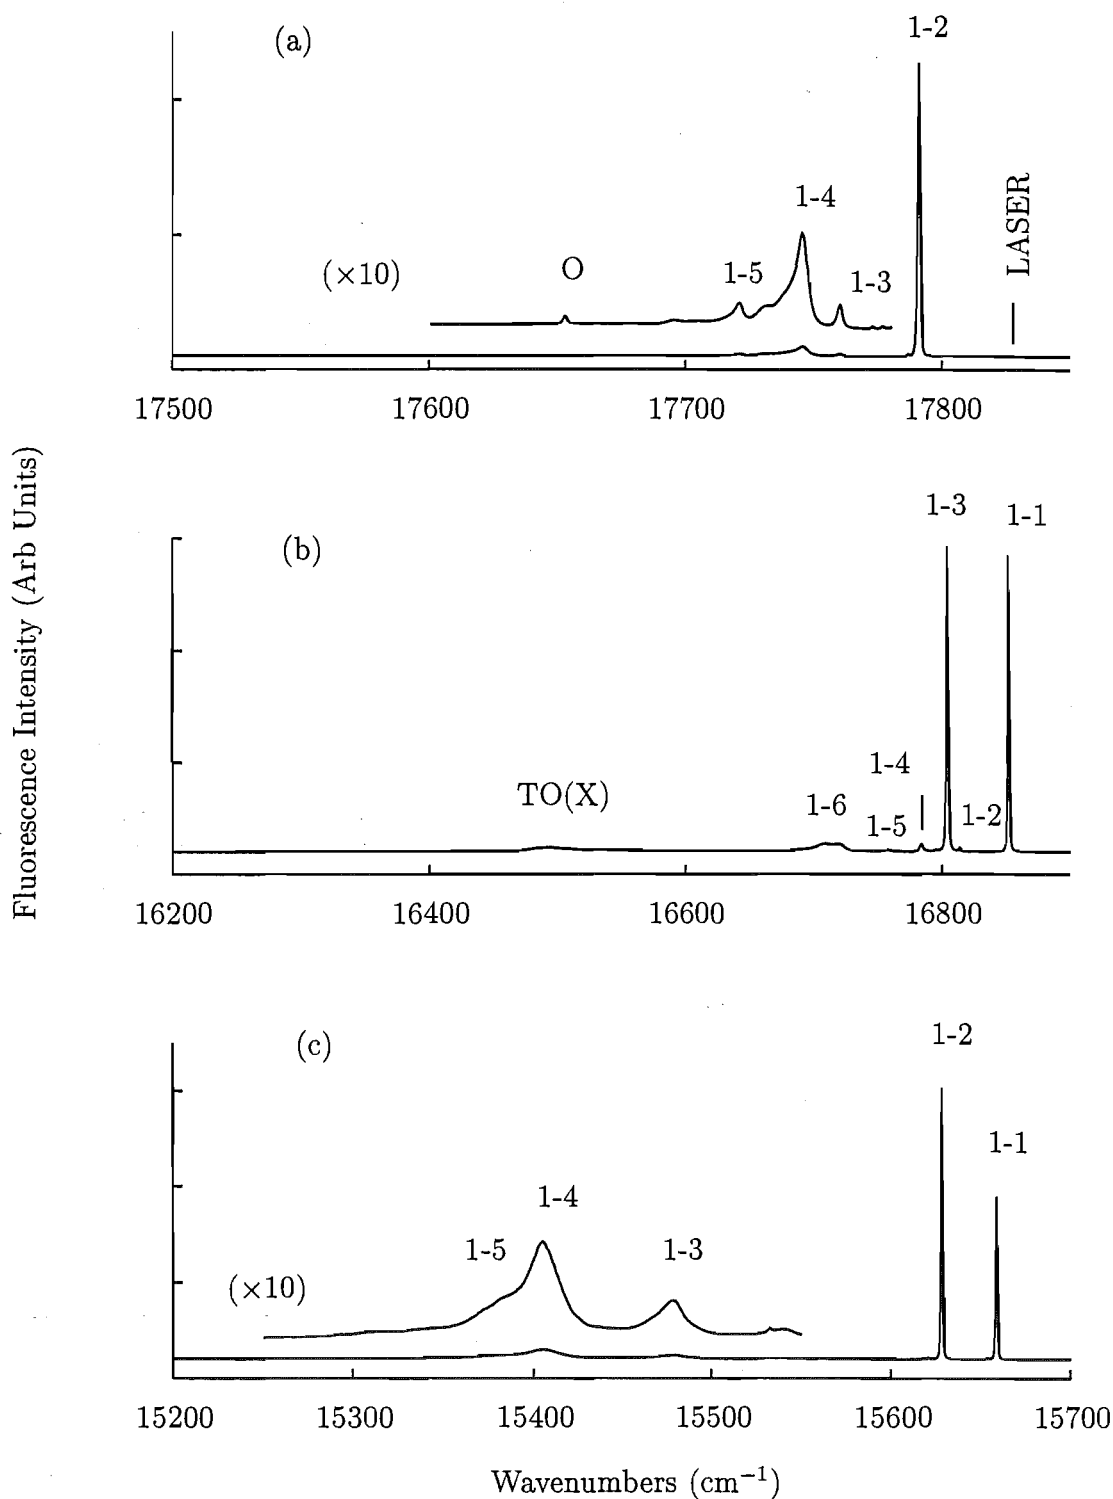 (a)
1-2
LASER
1-4
(×10)
O
1-5
1-3
17500 17600 17700 17800
Fluorescence Intensity (Arb Units)
(b)
1-3
1-1
1-4
TO(X)
1-6
1-5
1-2
16200 16400 16600 16800
(c)
1-2
1-1
1-4
1-5
1-3
(×10)
15200 15300 15400 15500 15600 15700
Wavenumbers (cm⁻¹)